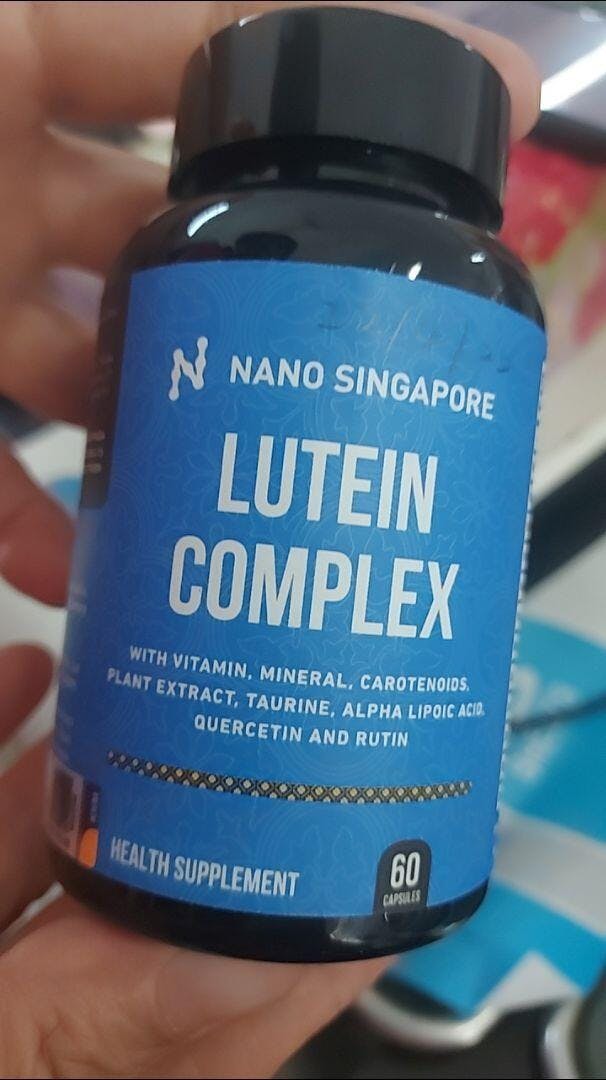 NANO SINGAPORE
LUTEIN
COMPLEX
WITH VITAMIN, MINERAL, CAROTENOIDS,
PLANT EXTRACT, TAURINE, ALPHA LIPOIC ACID,
QUERCETIN AND RUTIN
HEALTH SUPPLEMENT
60
CAPSULES